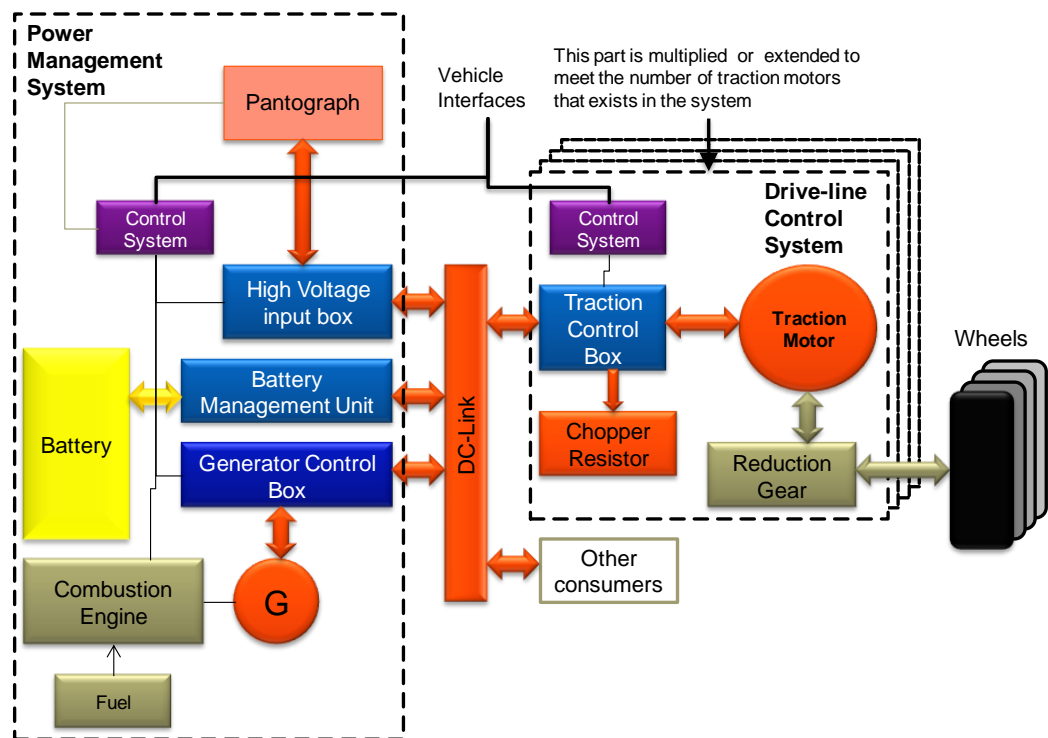 Power
Management
System
Pantograph
Vehicle
Interfaces
This part is multiplied or extended to
meet the number of traction motors
that exists in the system
Control
System
Control
System
Drive-line
Control
System
High Voltage
input box
Traction
Control
Box
Traction
Motor
Wheels
Battery
Battery
Management Unit
DC-Link
Generator Control
Box
Chopper
Resistor
Reduction
Gear
Combustion
Engine
G
Other
consumers
Fuel